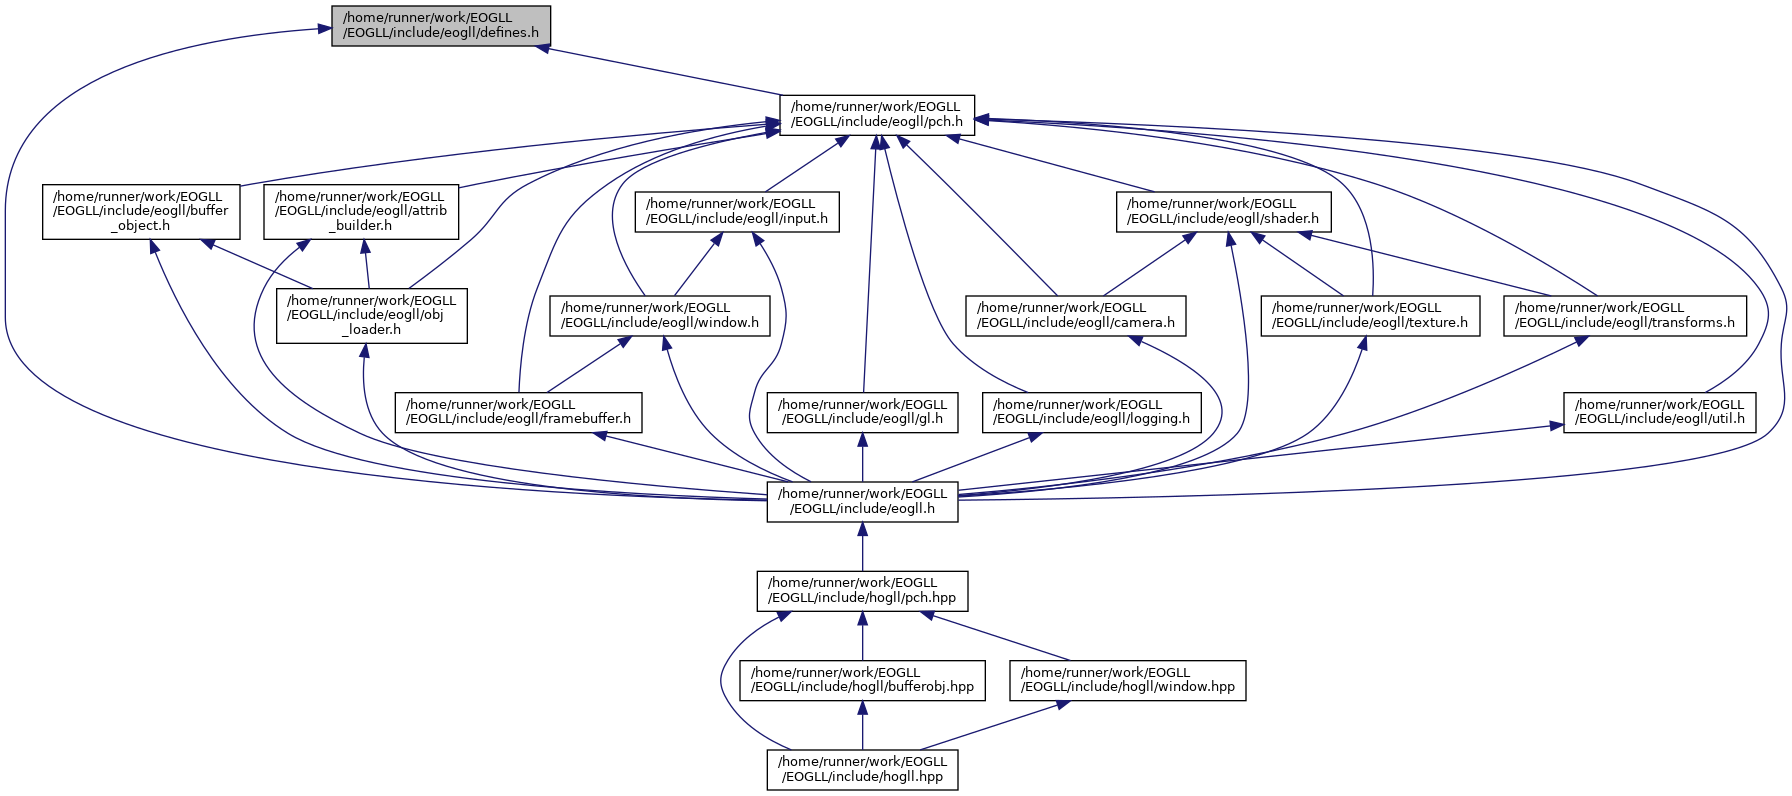 /home/runner/work/EOGLL
/EOGLL/include/eogll/defines.h
/home/runner/work/EOGLL
/EOGLL/include/eogll/pch.h
/home/runner/work/EOGLL
/EOGLL/include/eogll/buffer
_object.h
/home/runner/work/EOGLL
/EOGLL/include/eogll/attrib
_builder.h
/home/runner/work/EOGLL
/EOGLL/include/eogll/input.h
/home/runner/work/EOGLL
/EOGLL/include/eogll/shader.h
/home/runner/work/EOGLL
/EOGLL/include/eogll/obj
_loader.h
/home/runner/work/EOGLL
/EOGLL/include/eogll/window.h
/home/runner/work/EOGLL
/EOGLL/include/eogll/camera.h
/home/runner/work/EOGLL
/EOGLL/include/eogll/texture.h
/home/runner/work/EOGLL
/EOGLL/include/eogll/transforms.h
/home/runner/work/EOGLL
/EOGLL/include/eogll/framebuffer.h
/home/runner/work/EOGLL
/EOGLL/include/eogll/gl.h
/home/runner/work/EOGLL
/EOGLL/include/eogll/logging.h
/home/runner/work/EOGLL
/EOGLL/include/eogll/util.h
/home/runner/work/EOGLL
/EOGLL/include/eogll.h
/home/runner/work/EOGLL
/EOGLL/include/hogll/pch.hpp
/home/runner/work/EOGLL
/EOGLL/include/hogll/bufferobj.hpp
/home/runner/work/EOGLL
/EOGLL/include/hogll/window.hpp
/home/runner/work/EOGLL
/EOGLL/include/hogll.hpp